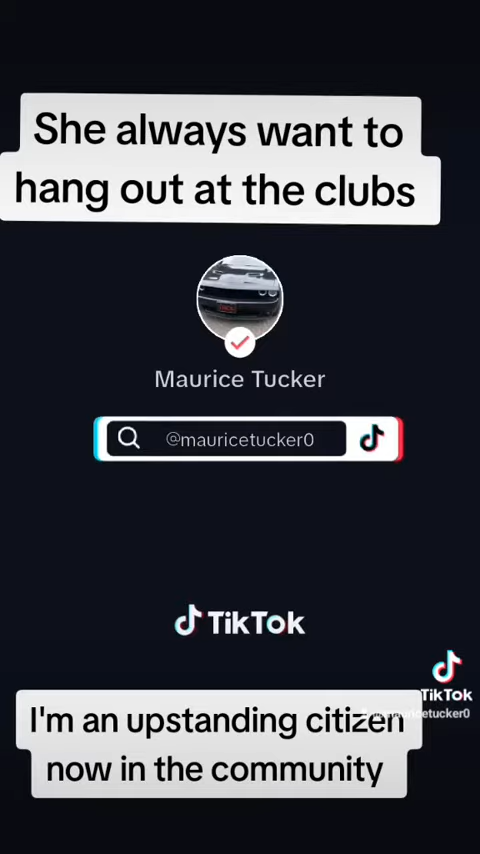 She always want to
hang out at the clubs
Maurice Tucker
@mauricetucker0
TikTok
TikTok
I'm an upstanding citizen
now in the community